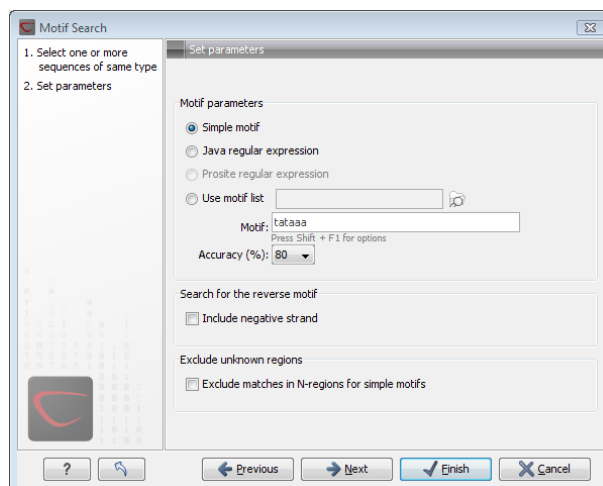 Motif Search
1. Select one or more
sequences of same type
2. Set parameters
Set parameters
Motif parameters
Simple motif
Java regular expression
Prosite regular expression
Use motif list
Motif: tataaa
Press Shift + F1 for options
Accuracy (%): 80
Search for the reverse motif
Include negative strand
Exclude unknown regions
Exclude matches in N-regions for simple motifs
? Previous Next Finish Cancel